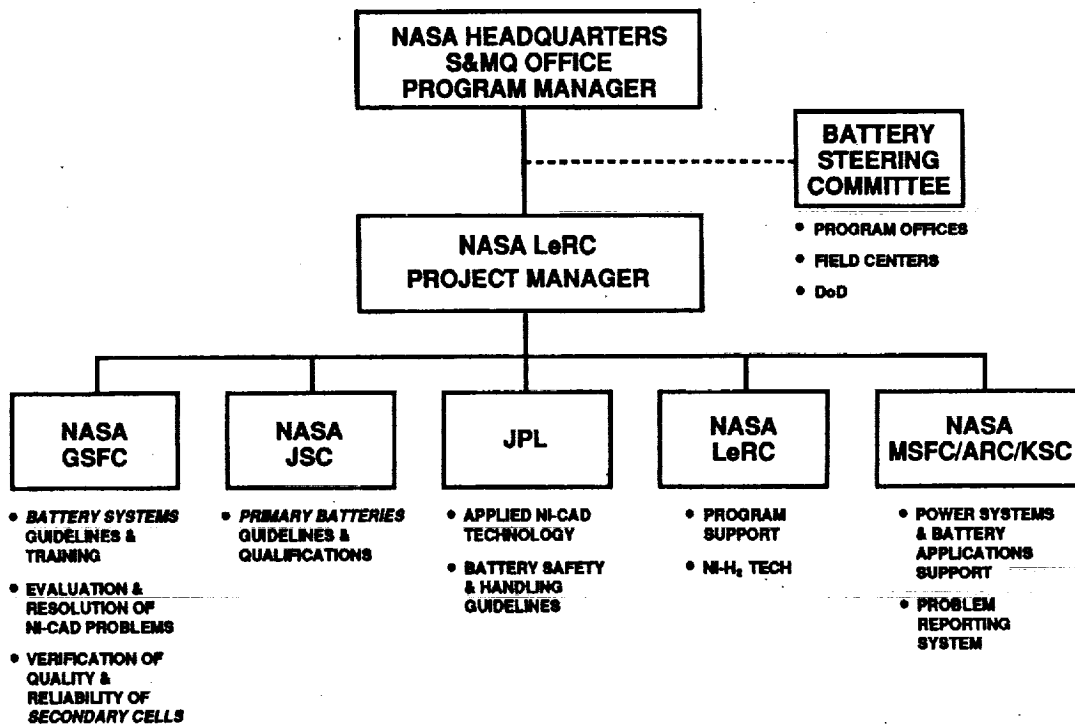 NASA HEADQUARTERS
S&MQ OFFICE
PROGRAM MANAGER
BATTERY
STEERING
COMMITTEE
• PROGRAM OFFICES
• FIELD CENTERS
• DoD
NASA LeRC
PROJECT MANAGER
NASA
GSFC
• BATTERY SYSTEMS
GUIDELINES &
TRAINING
• EVALUATION &
RESOLUTION OF
NI-CAD PROBLEMS
• VERIFICATION OF
QUALITY &
RELIABILITY OF
SECONDARY CELLS
NASA
JSC
• PRIMARY BATTERIES
GUIDELINES &
QUALIFICATIONS
JPL
• APPLIED NI-CAD
TECHNOLOGY
• BATTERY SAFETY
& HANDLING
GUIDELINES
NASA
LeRC
• PROGRAM
SUPPORT
• NI-H₂ TECH
NASA
MSFC/ARC/KSC
• POWER SYSTEMS
& BATTERY
APPLICATIONS
SUPPORT
• PROBLEM
REPORTING
SYSTEM